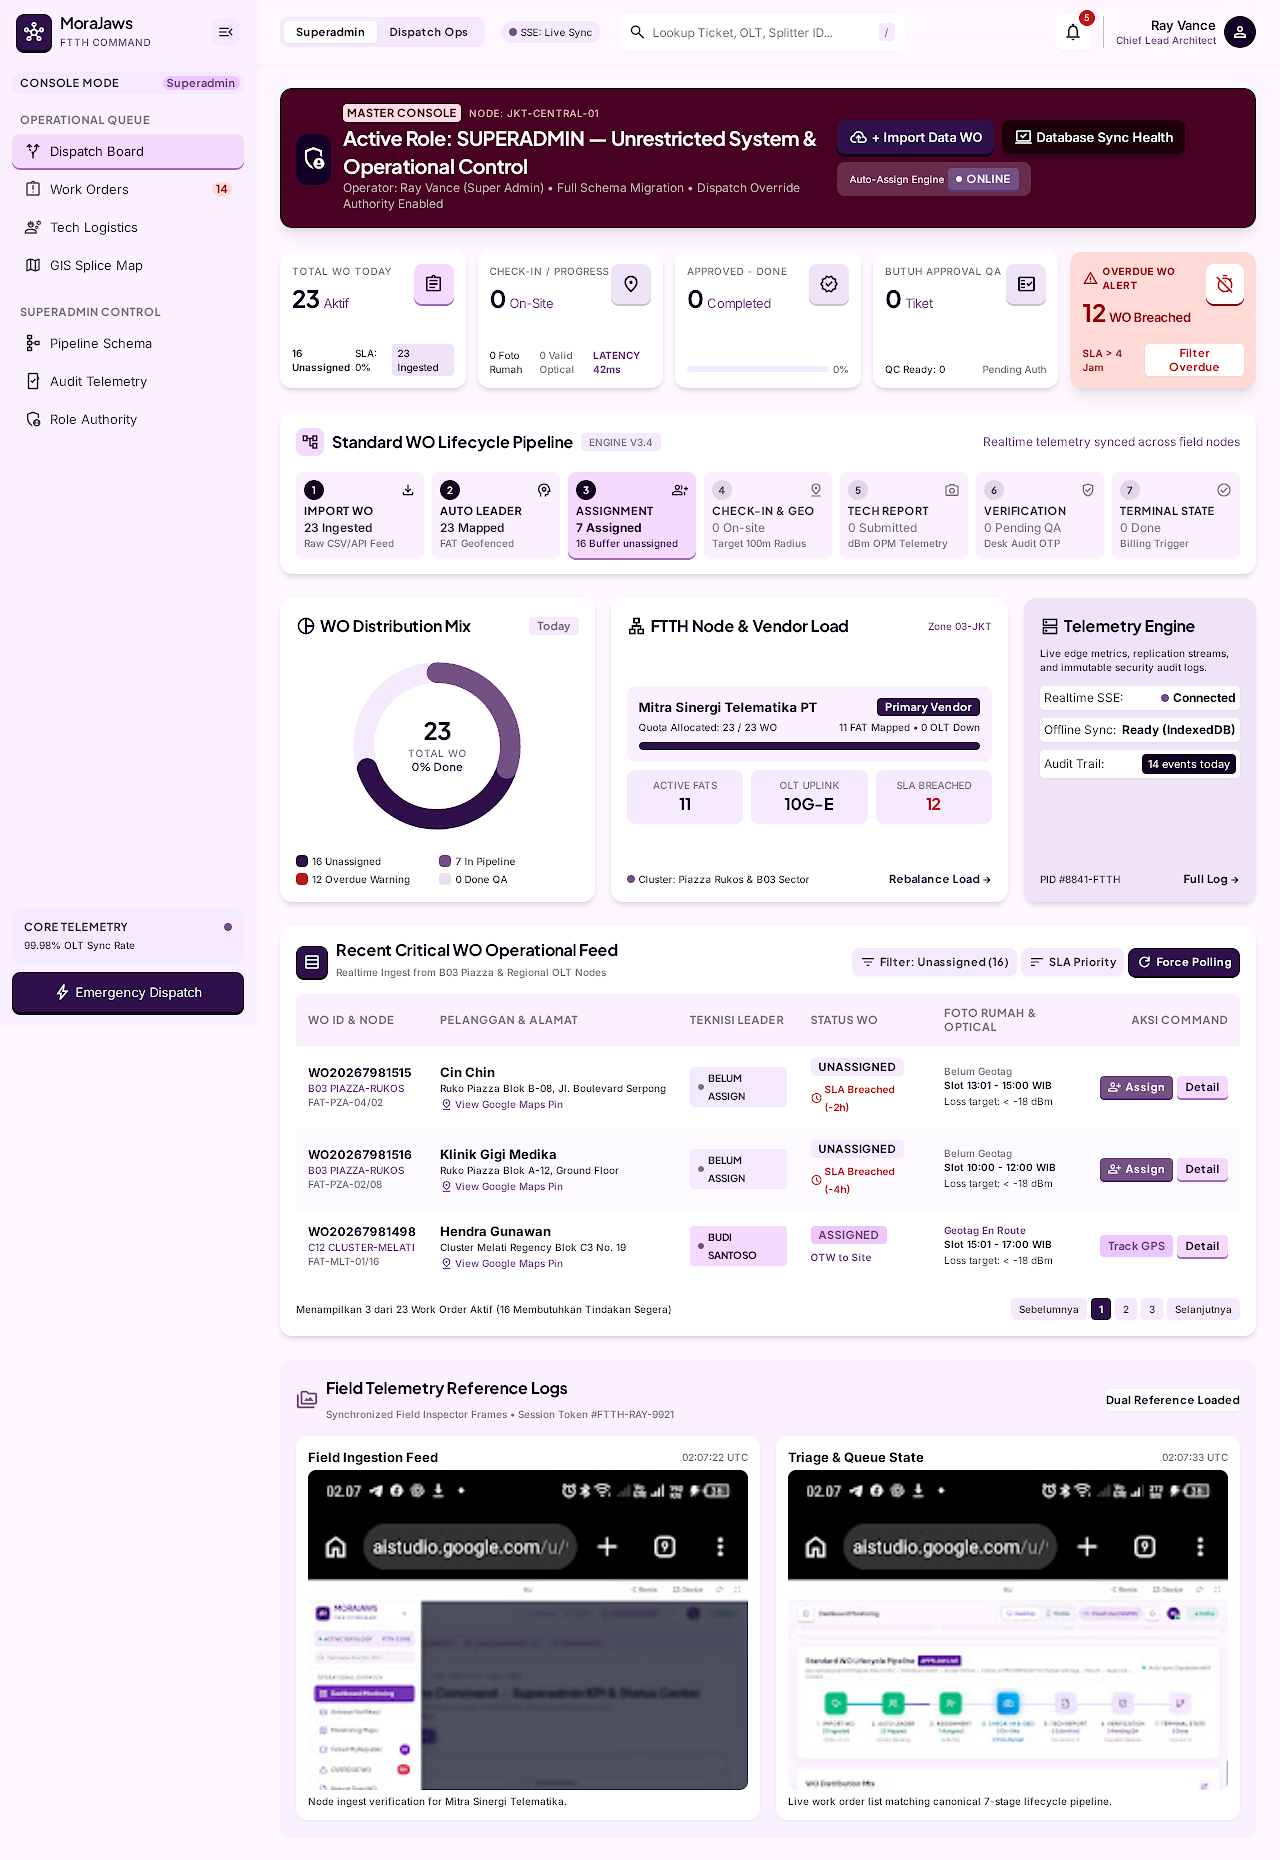 MoraJaws
FTTH COMMAND
CONSOLE MODE
Superadmin
OPERATIONAL QUEUE
Dispatch Board
Work Orders
14
Tech Logistics
GIS Splice Map
SUPERADMIN CONTROL
Pipeline Schema
Audit Telemetry
Role Authority
CORE TELEMETRY
99.98% OLT Sync Rate
Emergency Dispatch
Superadmin
Dispatch Ops
SSE: Live Sync
Lookup Ticket, OLT, Splitter ID...
/
5
Ray Vance
Chief Lead Architect
MASTER CONSOLE
NODE: JKT-CENTRAL-01
Active Role: SUPERADMIN — Unrestricted System &
Operational Control
Operator: Ray Vance (Super Admin) • Full Schema Migration • Dispatch Override
Authority Enabled
+ Import Data WO
Database Sync Health
Auto-Assign Engine
ONLINE
TOTAL WO TODAY
23 Aktif
16
Unassigned
SLA:
0%
23
Ingested
CHECK-IN / PROGRESS
0 On-Site
0 Foto
Rumah
0 Valid
Optical
LATENCY
42ms
APPROVED - DONE
0 Completed
0%
BUTUH APPROVAL QA
0 Tiket
QC Ready: 0
Pending Auth
OVERDUE WO
ALERT
12 WO Breached
SLA > 4
Jam
Filter
Overdue
Standard WO Lifecycle Pipeline
ENGINE V3.4
Realtime telemetry synced across field nodes
1
IMPORT WO
23 Ingested
Raw CSV/API Feed
2
AUTO LEADER
23 Mapped
FAT Geofenced
3
ASSIGNMENT
7 Assigned
16 Buffer unassigned
4
CHECK-IN & GEO
0 On-site
Target 100m Radius
5
TECH REPORT
0 Submitted
dBm OPM Telemetry
6
VERIFICATION
0 Pending QA
Desk Audit OTP
7
TERMINAL STATE
0 Done
Billing Trigger
WO Distribution Mix
Today
23
TOTAL WO
0% Done
16 Unassigned
7 In Pipeline
12 Overdue Warning
0 Done QA
FTTH Node & Vendor Load
Zone 03-JKT
Mitra Sinergi Telematika PT
Primary Vendor
Quota Allocated: 23 / 23 WO
11 FAT Mapped • 0 OLT Down
ACTIVE FATS
11
OLT UPLINK
10G-E
SLA BREACHED
12
Cluster: Piazza Rukos & B03 Sector
Rebalance Load →
Telemetry Engine
Live edge metrics, replication streams,
and immutable security audit logs.
Realtime SSE:
Connected
Offline Sync:
Ready (IndexedDB)
Audit Trail:
14 events today
PID #8841-FTTH
Full Log →
Recent Critical WO Operational Feed
Realtime Ingest from B03 Piazza & Regional OLT Nodes
Filter: Unassigned (16)
SLA Priority
Force Polling
WO ID & NODE
PELANGGAN & ALAMAT
TEKNISI LEADER
STATUS WO
FOTO RUMAH &
OPTICAL
AKSI COMMAND
WO20267981515
B03 PIAZZA-RUKOS
FAT-PZA-04/02
Cin Chin
Ruko Piazza Blok B-08, Jl. Boulevard Serpong
View Google Maps Pin
BELUM
ASSIGN
UNASSIGNED
SLA Breached
(-2h)
Belum Geotag
Slot 13:01 - 15:00 WIB
Loss target: < -18 dBm
Assign
Detail
WO20267981516
B03 PIAZZA-RUKOS
FAT-PZA-02/08
Klinik Gigi Medika
Ruko Piazza Blok A-12, Ground Floor
View Google Maps Pin
BELUM
ASSIGN
UNASSIGNED
SLA Breached
(-4h)
Belum Geotag
Slot 10:00 - 12:00 WIB
Loss target: < -18 dBm
Assign
Detail
WO20267981498
C12 CLUSTER-MELATI
FAT-MLT-01/16
Hendra Gunawan
Cluster Melati Regency Blok C3 No. 19
View Google Maps Pin
BUDI
SANTOSO
ASSIGNED
OTW to Site
Geotag En Route
Slot 15:01 - 17:00 WIB
Loss target: < -18 dBm
Track GPS
Detail
Menampilkan 3 dari 23 Work Order Aktif (16 Membutuhkan Tindakan Segera)
Sebelumnya
1
2
3
Selanjutnya
Field Telemetry Reference Logs
Synchronized Field Inspector Frames • Session Token #FTTH-RAY-9921
Dual Reference Loaded
Field Ingestion Feed
02:07:22 UTC
02.07
aistudio.google.com/u/
9
MORAJAWS
Dashboard Monitoring
Command - Superadmin KPI & Status Center
Node ingest verification for Mitra Sinergi Telematika.
Triage & Queue State
02:07:33 UTC
02.07
aistudio.google.com/u/
9
Dashboard Monitoring
Standard WO Lifecycle Pipeline
WO Distribution Mix
Live work order list matching canonical 7-stage lifecycle pipeline.